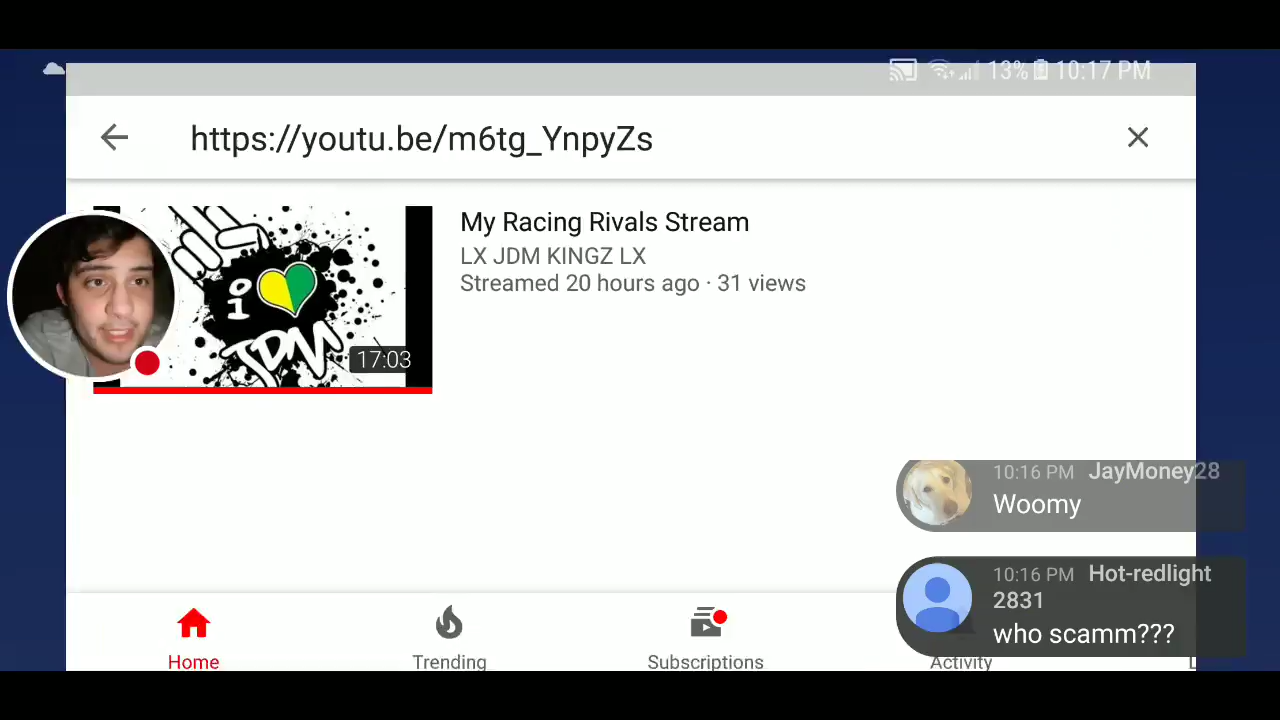 13% 10:17 PM
https://youtu.be/m6tg_YnpyZs
My Racing Rivals Stream
LX JDM KINGZ LX
Streamed 20 hours ago · 31 views
i
JDM
17:03
10:16 PM JayMoney28
Woomy
10:16 PM Hot-redlight
2831
who scamm???
Home Trending Subscriptions Activity